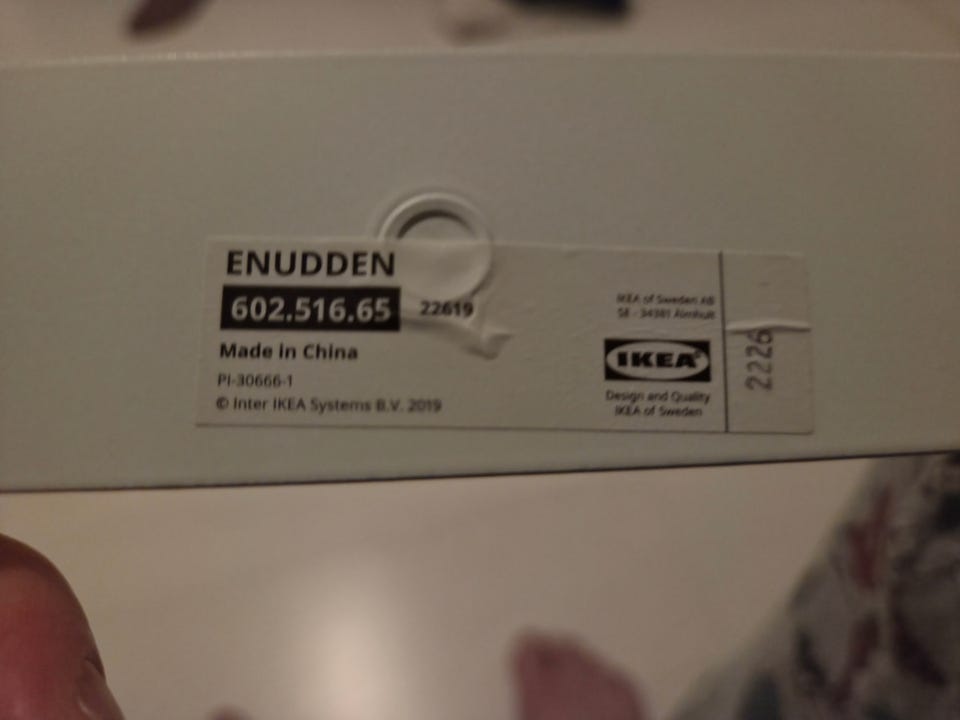 ENUDDEN
602.516.65 22619
Made in China
PI-30666-1
© Inter IKEA Systems B.V. 2019
IKEA of Sweden AB
SE - 34381 Älmhult
IKEA®
Design and Quality
IKEA of Sweden
2226